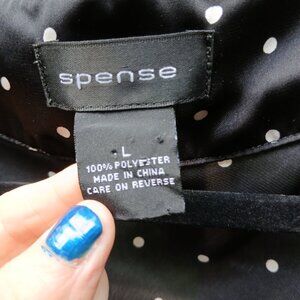 spense
L
100% POLYESTER
MADE IN CHINA
CARE ON REVERSE